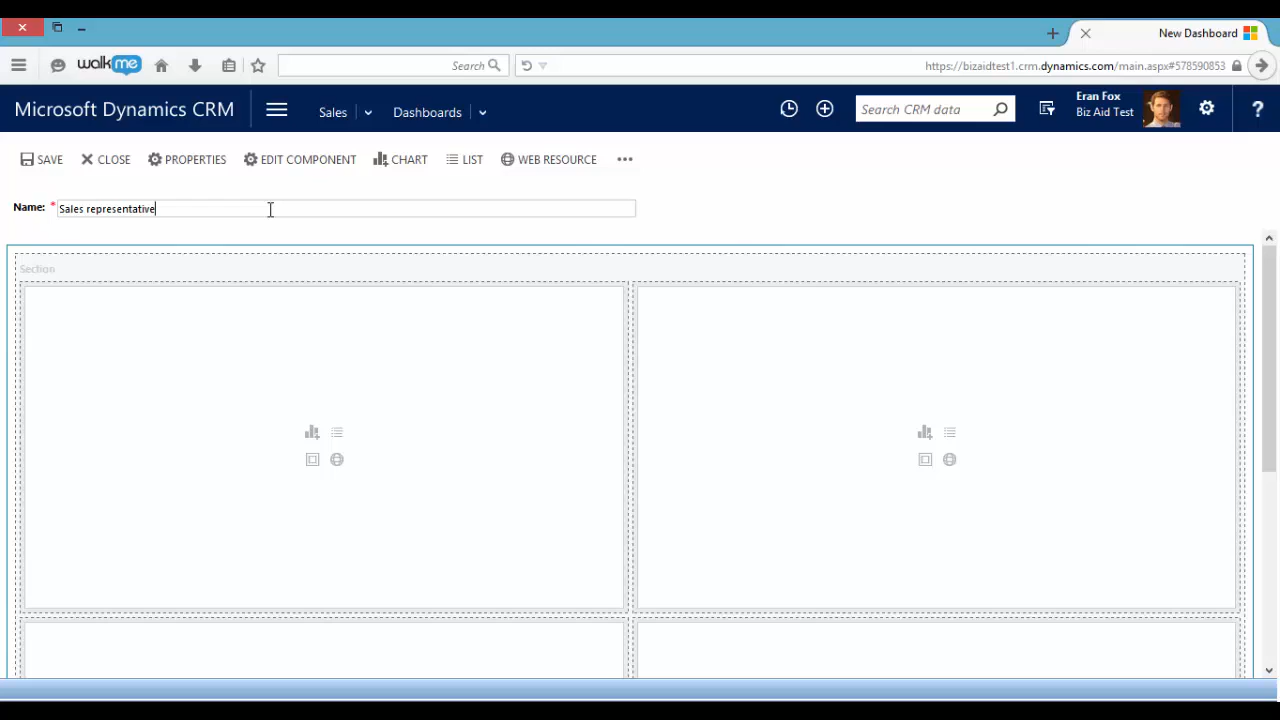 New Dashboard
walkme
Search
https://bizaidtest1.crm.dynamics.com/main.aspx#578590853
Microsoft Dynamics CRM
Sales
Dashboards
Search CRM data
Eran Fox
Biz Aid Test
?
SAVE
CLOSE
PROPERTIES
EDIT COMPONENT
CHART
LIST
WEB RESOURCE
Name: * Sales representative
Section